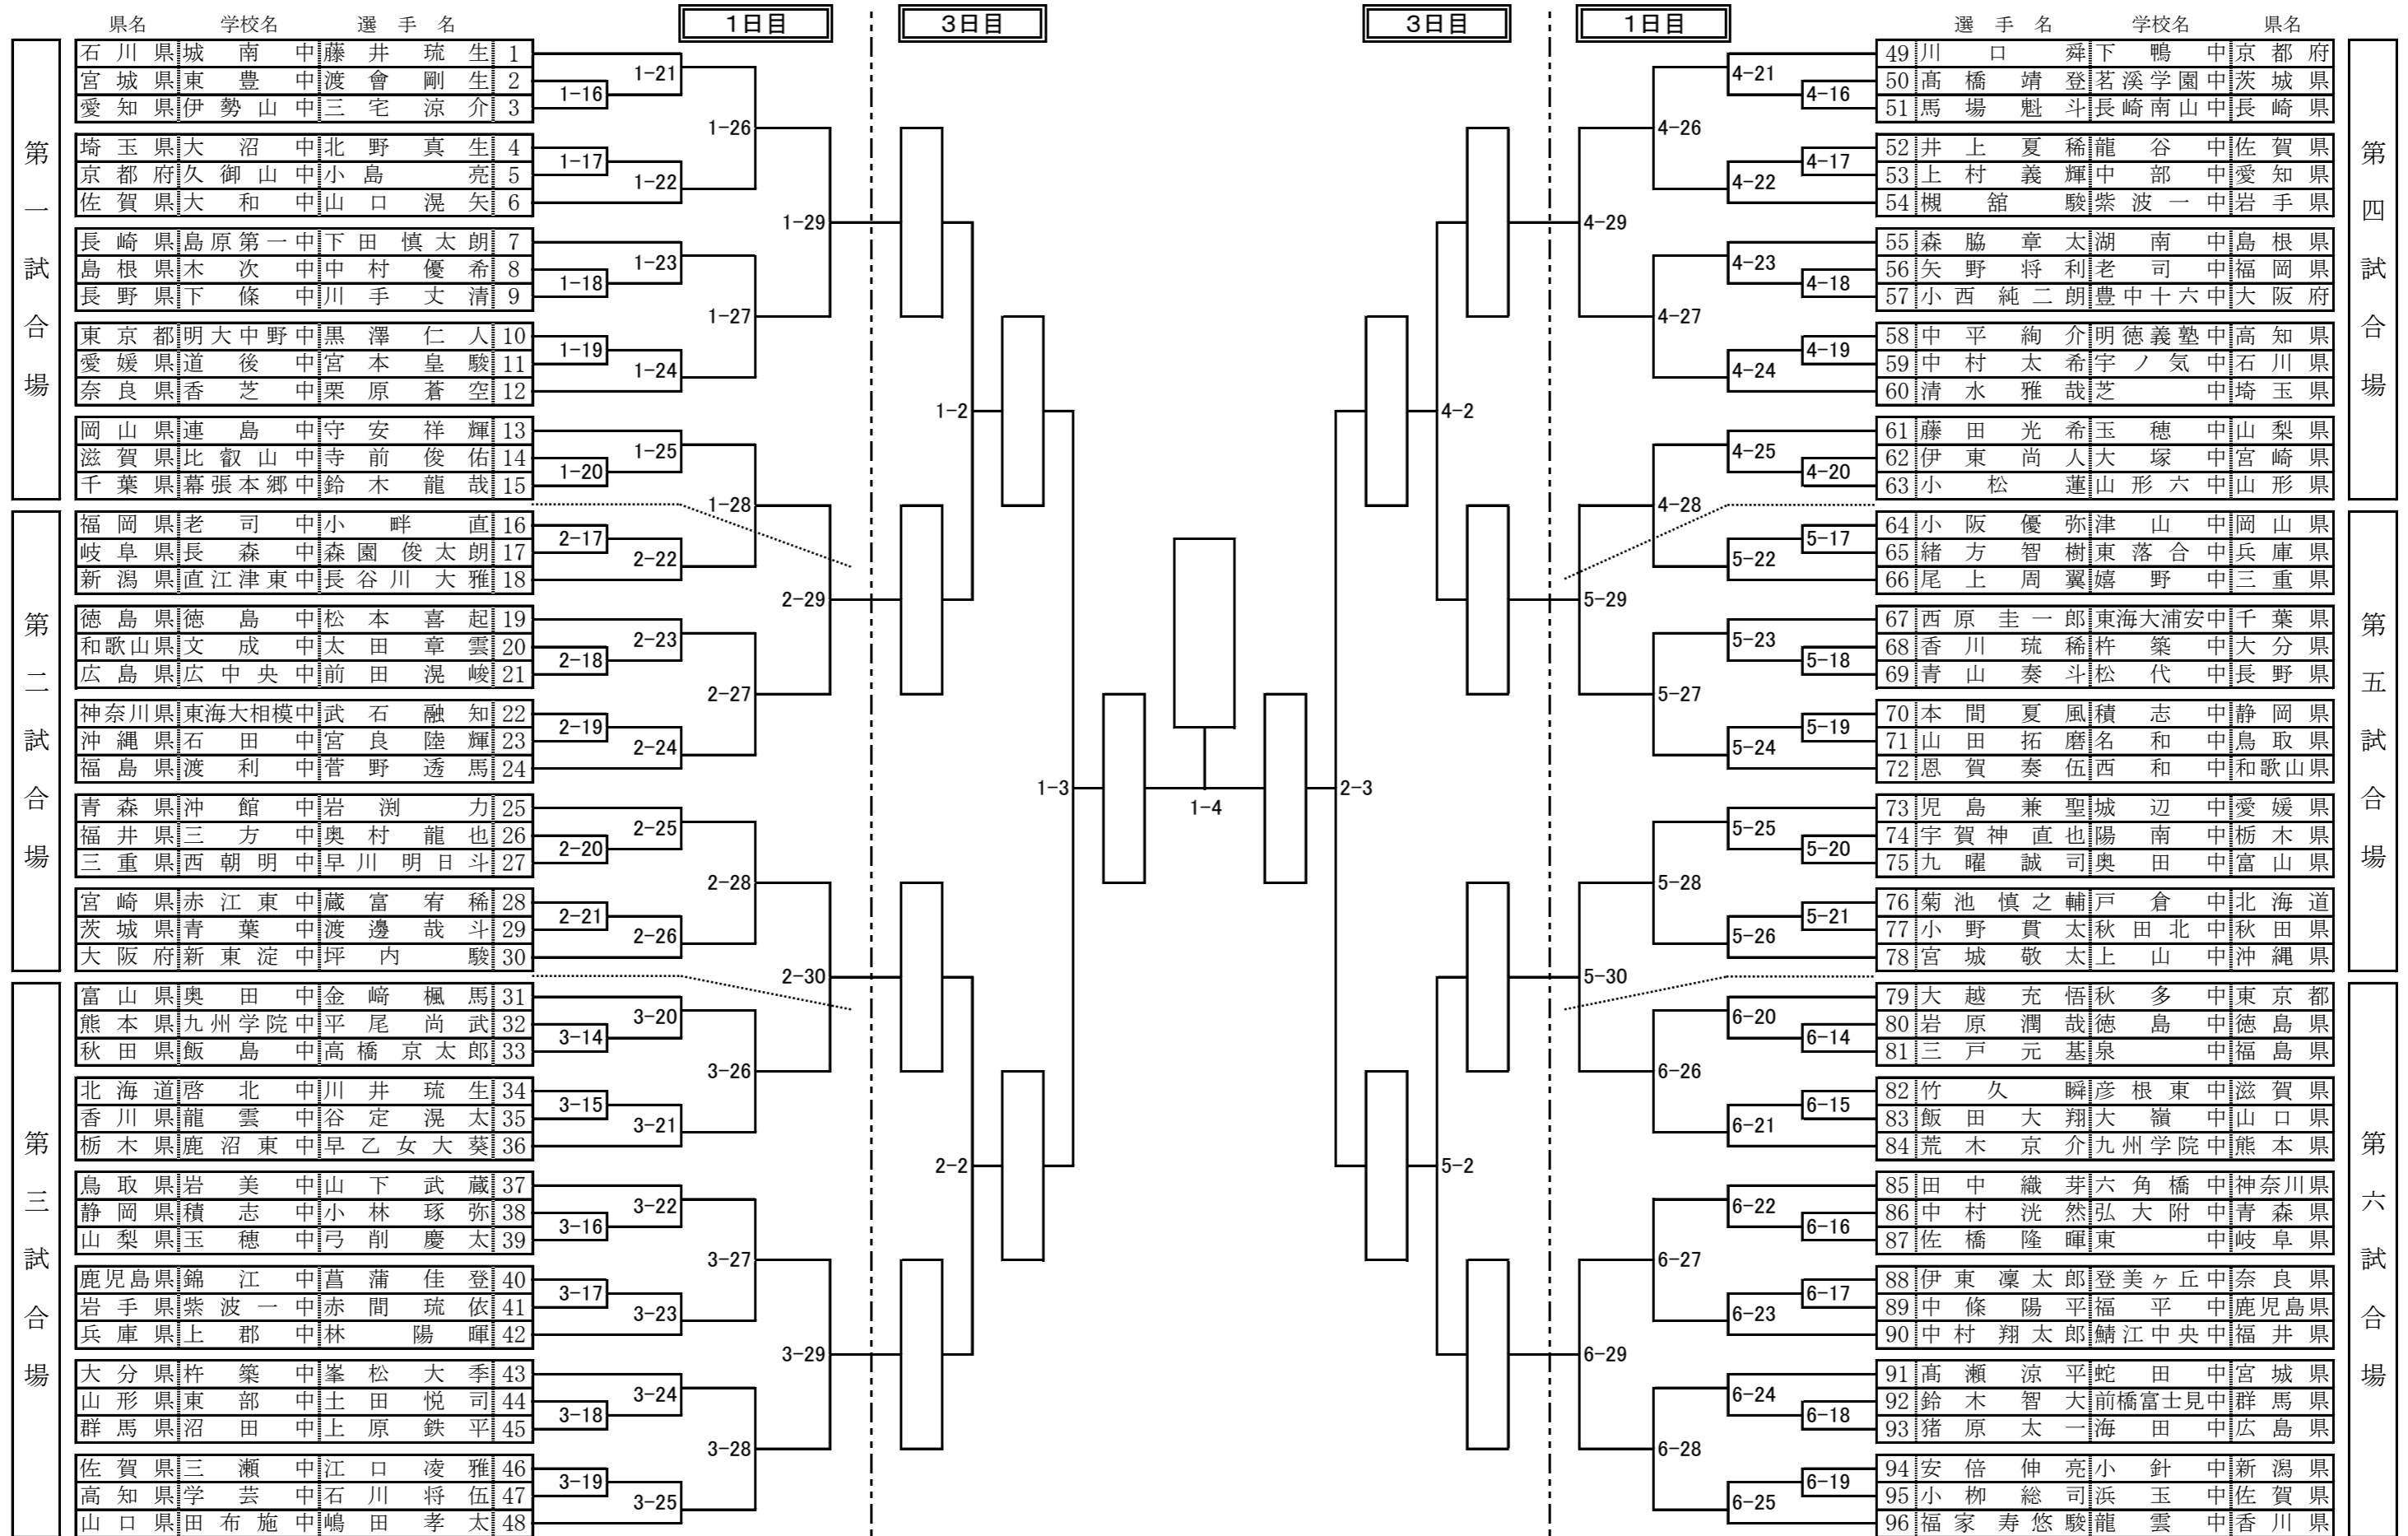 1日目 3日目 3日目 1日目
県名 学校名 選手名
選手名 学校名 県名
第一試合場
石川県 城南中 藤井琉生 1
宮城県 東豊中 渡會剛生 2
愛知県 伊勢山中 三宅涼介 3
埼玉県 大沼中 北野真生 4
京都府 久御山中 小島亮 5
佐賀県 大和中 山口滉矢 6
長崎県 島原第一中 下田慎太朗 7
島根県 木次中 中村優希 8
長野県 下條中 川手丈清 9
東京都 明大中野中 黒澤仁人 10
愛媛県 道後中 宮本皇駿 11
奈良県 香芝中 栗原蒼空 12
岡山県 連島中 守安祥輝 13
滋賀県 比叡山中 寺前俊佑 14
千葉県 幕張本郷中 鈴木龍哉 15
第二試合場
福岡県 老司中 小畔直 16
岐阜県 長森中 森園俊太朗 17
新潟県 直江津東中 長谷川大雅 18
徳島県 徳島中 松本喜起 19
和歌山県 文成中 太田章雲 20
広島県 広中央中 前田滉峻 21
神奈川県 東海大相模中 武石融知 22
沖縄県 石田中 宮良陸輝 23
福島県 渡利中 菅野透馬 24
青森県 沖館中 岩渕力 25
福井県 三方中 奥村龍也 26
三重県 西朝明中 早川明日斗 27
宮崎県 赤江東中 蔵富宥稀 28
茨城県 青葉中 渡邊哉斗 29
大阪府 新東淀中 坪内駿 30
第三試合場
富山県 奥田中 金﨑楓馬 31
熊本県 九州学院中 平尾尚武 32
秋田県 飯島中 高橋京太郎 33
北海道 啓北中 川井琉生 34
香川県 龍雲中 谷定滉太 35
栃木県 鹿沼東中 早乙女大葵 36
鳥取県 岩美中 山下武蔵 37
静岡県 積志中 小林琢弥 38
山梨県 玉穂中 弓削慶太 39
鹿児島県 錦江中 菖蒲佳登 40
岩手県 紫波一中 赤間琉依 41
兵庫県 上郡中 林陽暉 42
大分県 杵築中 峯松大季 43
山形県 東部中 土田悦司 44
群馬県 沼田中 上原鉄平 45
佐賀県 三瀬中 江口凌雅 46
高知県 学芸中 石川将伍 47
山口県 田布施中 嶋田孝太 48
1-16
1-17
1-18
1-19
1-20
2-17
2-18
2-19
2-20
2-21
3-14
3-15
3-16
3-17
3-18
3-19
1-21
1-22
1-23
1-24
1-25
2-22
2-23
2-24
2-25
2-26
3-20
3-21
3-22
3-23
3-24
3-25
1-26
1-27
1-28
2-27
2-28
3-26
3-27
3-28
1-29
2-29
2-30
3-29
1-2
2-2
1-3
1-4
2-3
4-2
5-2
4-29
5-29
5-30
6-29
4-26
4-27
4-28
5-27
5-28
6-26
6-27
6-28
4-21
4-22
4-23
4-24
4-25
5-22
5-23
5-24
5-25
5-26
6-20
6-21
6-22
6-23
6-24
6-25
4-16
4-17
4-18
4-19
4-20
5-17
5-18
5-19
5-20
5-21
6-14
6-15
6-16
6-17
6-18
6-19
第四試合場
49 川口舜 下鴨中 京都府
50 髙橋靖登 茗溪学園中 茨城県
51 馬場魁斗 長崎南山中 長崎県
52 井上夏稀 龍谷中 佐賀県
53 上村義輝 中部中 愛知県
54 槻舘駿 紫波一中 岩手県
55 森脇章太 湖南中 島根県
56 矢野将利 老司中 福岡県
57 小西純二朗 豊中十六中 大阪府
58 中平絢介 明徳義塾中 高知県
59 中村太希 宇ノ気中 石川県
60 清水雅哉 芝中 埼玉県
61 藤田光希 玉穂中 山梨県
62 伊東尚人 大塚中 宮崎県
63 小松蓮 山形六中 山形県
第五試合場
64 小阪優弥 津山中 岡山県
65 緒方智樹 東落合中 兵庫県
66 尾上周翼 嬉野中 三重県
67 西原圭一郎 東海大浦安中 千葉県
68 香川琉稀 杵築中 大分県
69 青山奏斗 松代中 長野県
70 本間夏風 積志中 静岡県
71 山田拓磨 名和中 鳥取県
72 恩賀奏伍 西和中 和歌山県
73 児島兼聖 城辺中 愛媛県
74 宇賀神直也 陽南中 栃木県
75 九曜誠司 奥田中 富山県
76 菊池慎之輔 戸倉中 北海道
77 小野貫太 秋田北中 秋田県
78 宮城敬太 上山中 沖縄県
第六試合場
79 大越充悟 秋多中 東京都
80 岩原潤哉 徳島中 徳島県
81 三戸元基 泉中 福島県
82 竹久瞬 彦根東中 滋賀県
83 飯田大翔 大嶺中 山口県
84 荒木京介 九州学院中 熊本県
85 田中織芽 六角橋中 神奈川県
86 中村洸然 弘大附中 青森県
87 佐橋隆暉 東中 岐阜県
88 伊東凜太郎 登美ヶ丘中 奈良県
89 中條陽平 福平中 鹿児島県
90 中村翔太郎 鯖江中央中 福井県
91 髙瀬涼平 蛇田中 宮城県
92 鈴木智大 前橋富士見中 群馬県
93 猪原太一 海田中 広島県
94 安倍伸亮 小針中 新潟県
95 小栁総司 浜玉中 佐賀県
96 福家寿悠駿 龍雲中 香川県